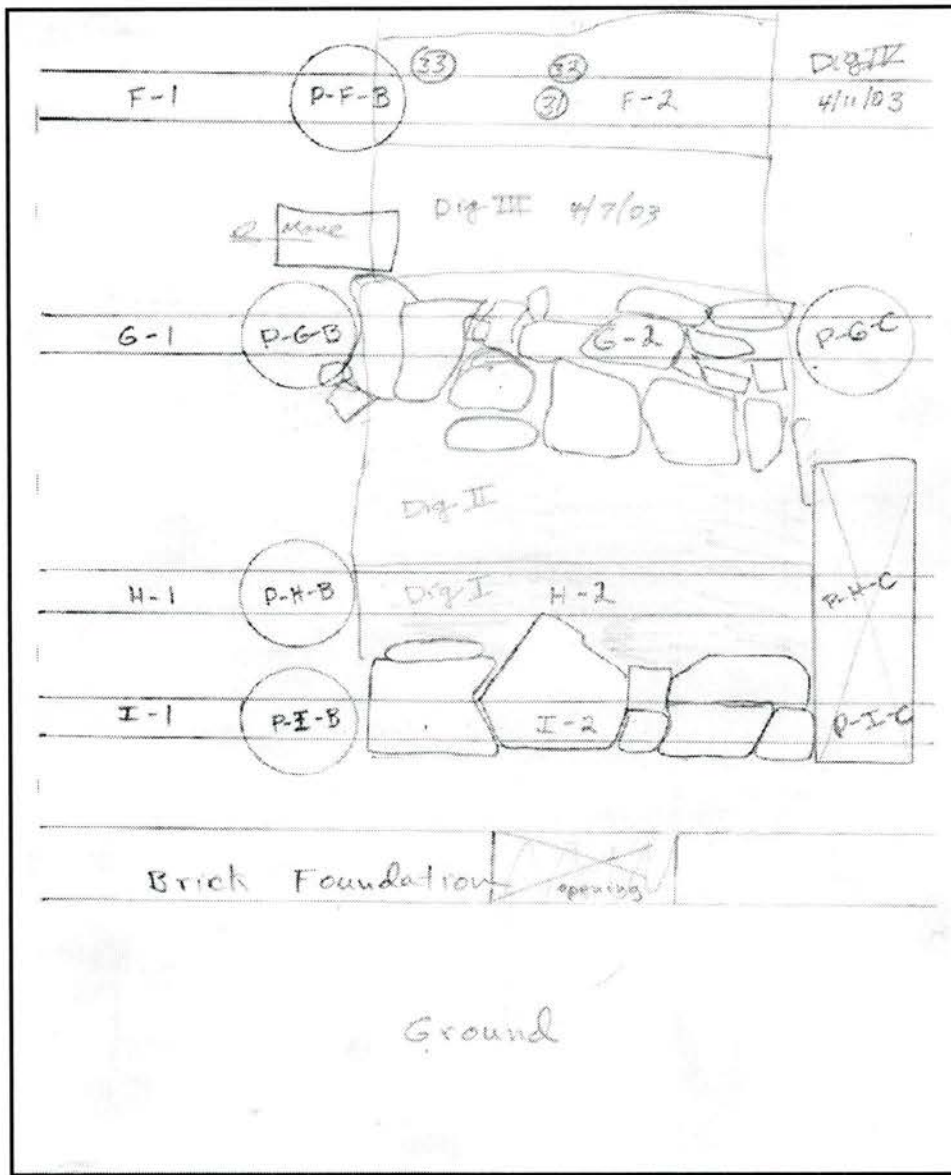 33 32 Dig IV
F-1 P-F-B 31 F-2 4/11/03
Dig III 4/7/03
Move
G-1 P-G-B G-2 P-G-C
Dig II
H-1 P-H-B Dig I H-2 P-H-C
I-1 P-I-B I-2 P-I-C
Brick Foundation opening
Ground